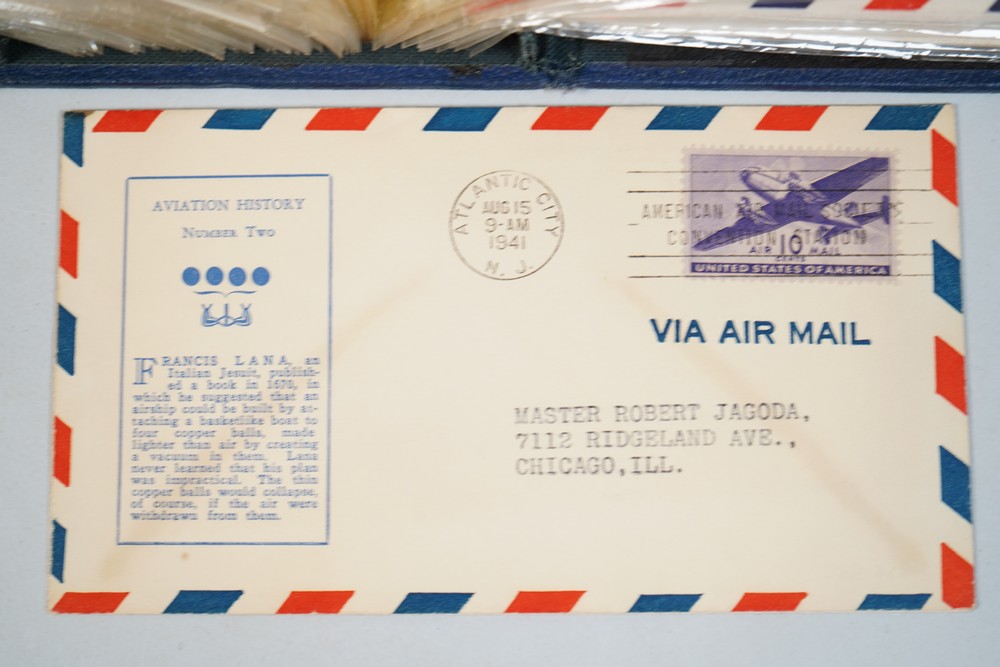 AVIATION HISTORY
NUMBER TWO
FRANCIS LANA, an
Italian Jesuit, publish-
ed a book in 1670, in
which he suggested that an
airship could be built by at-
taching a basketlike boat to
four copper balls, made
lighter than air by creating
a vacuum in them. Lana
never learned that his plan
was impractical. The thin
copper balls would collapse,
of course, if the air were
withdrawn from them.
ATLANTIC CITY
AUG 15
9-AM
1941
N. J.
AMERICAN AIR MAIL SOCIETY
CONVENTION STATION
10
CENTS
AIR MAIL
UNITED STATES OF AMERICA
VIA AIR MAIL
MASTER ROBERT JAGODA,
7112 RIDGELAND AVE.,
CHICAGO,ILL.